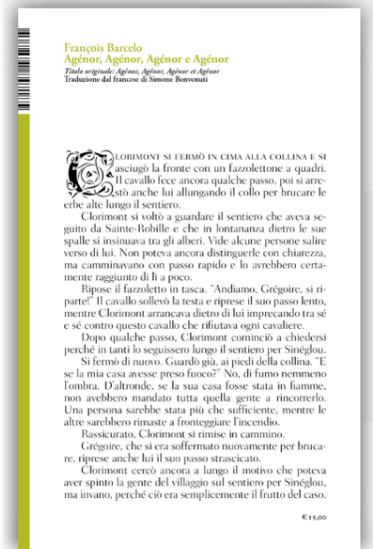 François Barcelo
Agénor, Agénor, Agénor e Agénor
Titolo originale: Agénor, Agénor, Agénor et Agénor
Traduzione dal francese di Simone Benvenuti
CLORIMONT SI FERMÒ IN CIMA ALLA COLLINA E SI
asciugò la fronte con un fazzolettone a quadri.
Il cavallo fece ancora qualche passo, poi si arre-
stò anche lui allungando il collo per brucare le
erbe alte lungo il sentiero.
Clorimont si voltò a guardare il sentiero che aveva se-
guito da Sainte-Robille e che in lontananza dietro le sue
spalle si insinuava tra gli alberi. Vide alcune persone salire
verso di lui. Non poteva ancora distinguerle con chiarezza,
ma camminavano con passo rapido e lo avrebbero certa-
mente raggiunto di lì a poco.
Ripose il fazzoletto in tasca. “Andiamo, Grégoire, si ri-
parte!” Il cavallo sollevò la testa e riprese il suo passo lento,
mentre Clorimont arrancava dietro di lui imprecando tra sé
e sé contro questo cavallo che rifiutava ogni cavaliere.
Dopo qualche passo, Clorimont cominciò a chiedersi
perché in tanti lo seguissero lungo il sentiero per Sinéglou.
Si fermò di nuovo. Guardò giù, ai piedi della collina. “E
se la mia casa avesse preso fuoco?” No, di fumo nemmeno
l’ombra. D’altronde, se la sua casa fosse stata in fiamme,
non avrebbero mandato tutta quella gente a rincorrerlo.
Una persona sarebbe stata più che sufficiente, mentre le
altre sarebbero rimaste a fronteggiare l’incendio.
Rassicurato, Clorimont si rimise in cammino.
Grégoire, che si era soffermato nuovamente per bruca-
re, riprese anche lui il suo passo strascicato.
Clorimont cercò ancora a lungo il motivo che poteva
aver spinto la gente del villaggio sul sentiero per Sinéglou,
ma invano, perché ciò era semplicemente il frutto del caso.
€ 15,00